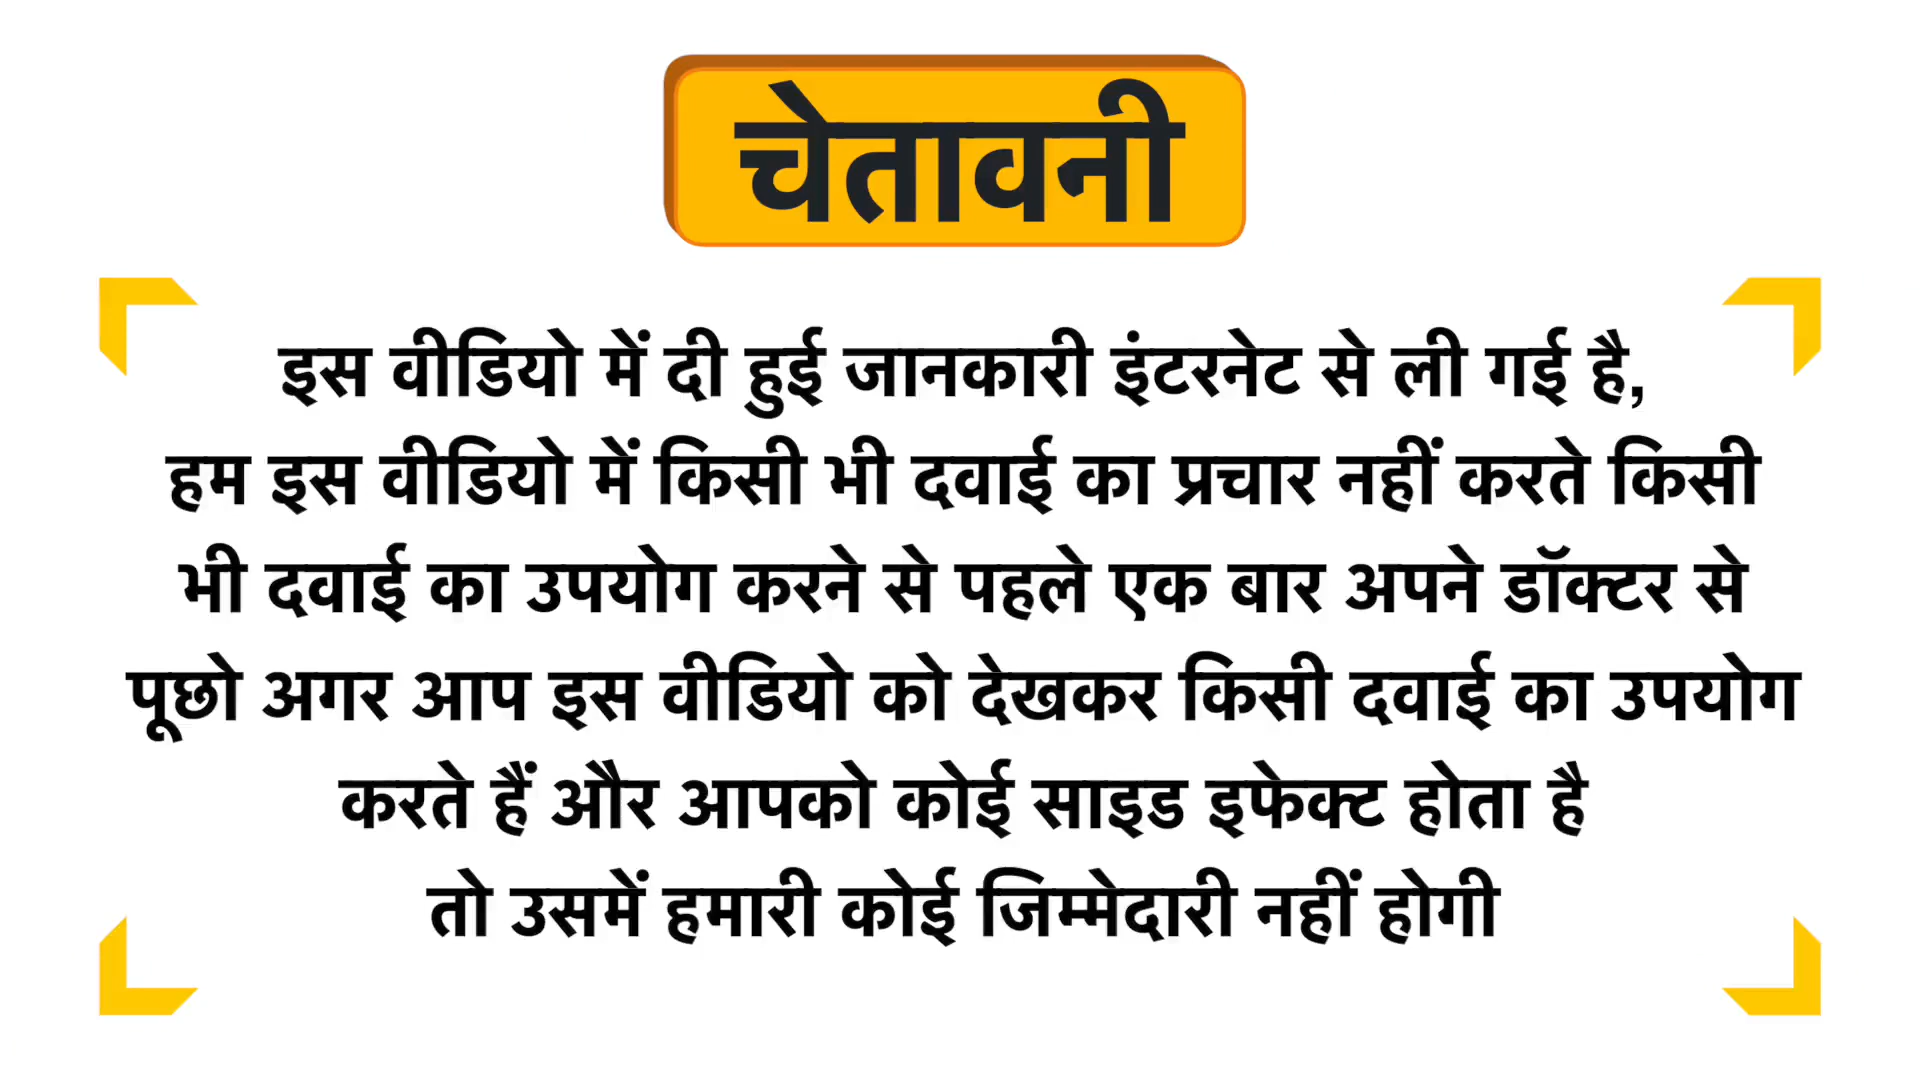 चेतावनी
इस वीडियो में दी हुई जानकारी इंटरनेट से ली गई है,
हम इस वीडियो में किसी भी दवाई का प्रचार नहीं करते किसी
भी दवाई का उपयोग करने से पहले एक बार अपने डॉक्टर से
पूछो अगर आप इस वीडियो को देखकर किसी दवाई का उपयोग
करते हैं और आपको कोई साइड इफेक्ट होता है
तो उसमें हमारी कोई जिम्मेदारी नहीं होगी